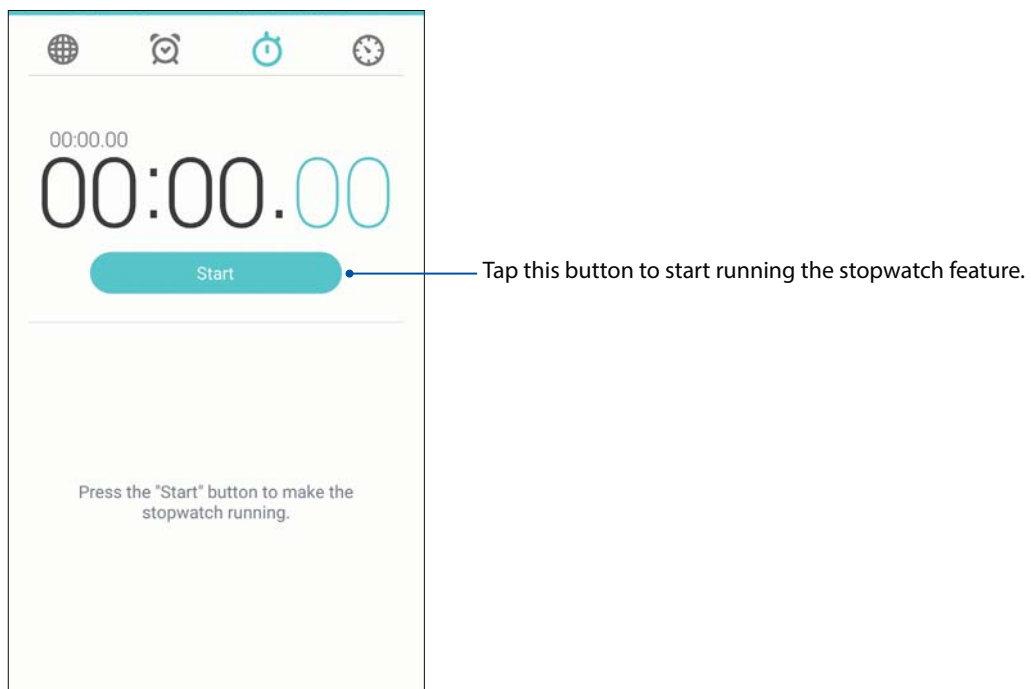 00:00.00
00:00.00
Start
Tap this button to start running the stopwatch feature.
Press the "Start" button to make the
stopwatch running.